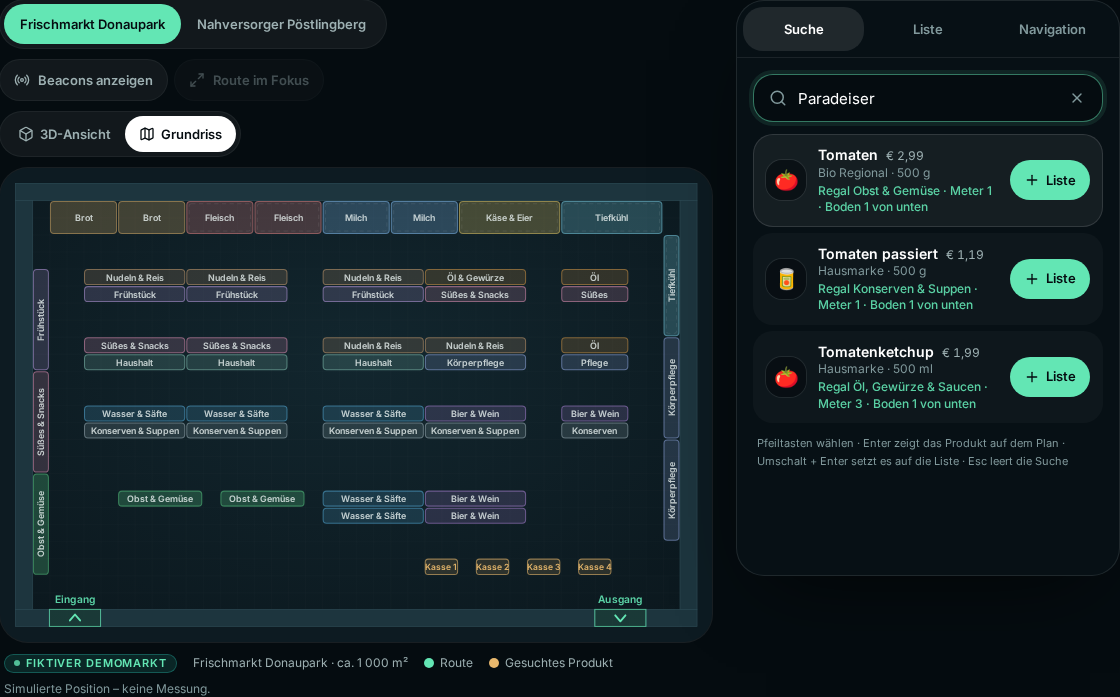 Frischmarkt Donaupark
Nahversorger Pöstlingberg
Beacons anzeigen
Route im Fokus
3D-Ansicht
Grundriss
Brot
Brot
Fleisch
Fleisch
Milch
Milch
Käse & Eier
Tiefkühl
Tiefkühl
Frühstück
Nudeln & Reis
Nudeln & Reis
Nudeln & Reis
Öl & Gewürze
Öl
Frühstück
Frühstück
Frühstück
Süßes & Snacks
Süßes
Süßes & Snacks
Süßes & Snacks
Nudeln & Reis
Nudeln & Reis
Öl
Haushalt
Haushalt
Haushalt
Körperpflege
Pflege
Körperpflege
Süßes & Snacks
Wasser & Säfte
Wasser & Säfte
Wasser & Säfte
Bier & Wein
Bier & Wein
Konserven & Suppen
Konserven & Suppen
Konserven & Suppen
Konserven & Suppen
Konserven
Körperpflege
Obst & Gemüse
Obst & Gemüse
Obst & Gemüse
Wasser & Säfte
Bier & Wein
Wasser & Säfte
Bier & Wein
Kasse 1
Kasse 2
Kasse 3
Kasse 4
Eingang
Ausgang
FIKTIVER DEMOMARKT
Frischmarkt Donaupark · ca. 1 000 m²
Route
Gesuchtes Produkt
Simulierte Position – keine Messung.
Suche
Liste
Navigation
Paradeiser
Tomaten € 2,99
Bio Regional · 500 g
Regal Obst & Gemüse · Meter 1
· Boden 1 von unten
+ Liste
Tomaten passiert € 1,19
Hausmarke · 500 g
Regal Konserven & Suppen ·
Meter 1 · Boden 1 von unten
+ Liste
Tomatenketchup € 1,99
Hausmarke · 500 ml
Regal Öl, Gewürze & Saucen ·
Meter 3 · Boden 1 von unten
+ Liste
Pfeiltasten wählen · Enter zeigt das Produkt auf dem Plan ·
Umschalt + Enter setzt es auf die Liste · Esc leert die Suche